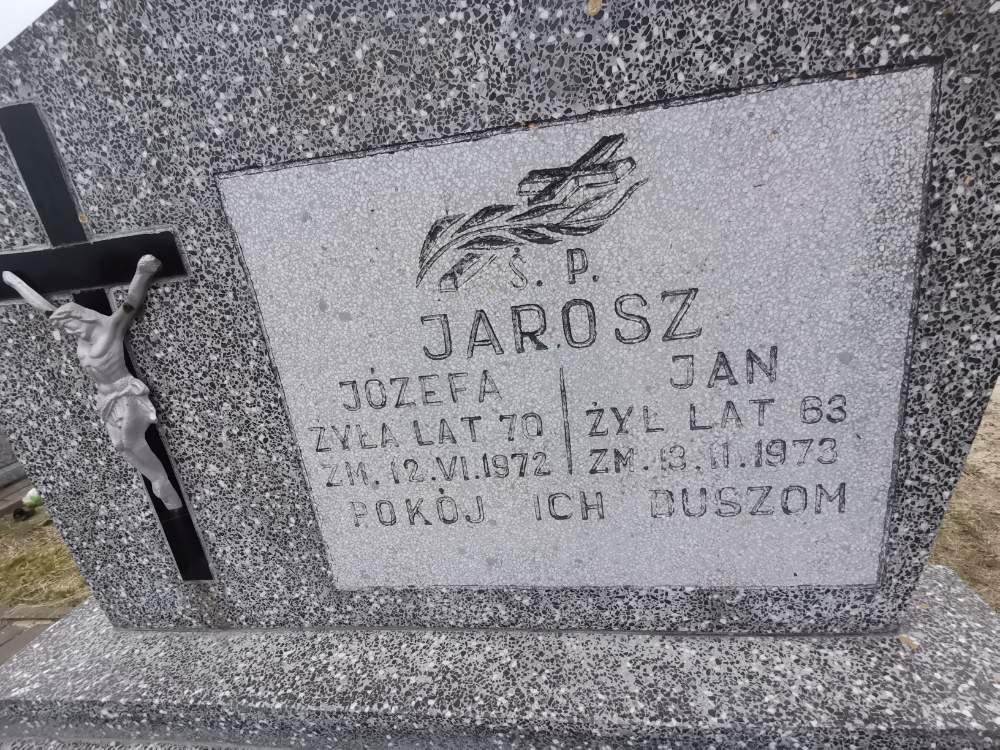 Ś. P.
JAROSZ
JÓZEFA
ŻYŁA LAT 70
ZM. 12.VI.1972
JAN
ŻYŁ LAT 63
ZM. 13.II.1973
POKÓJ ICH DUSZOM